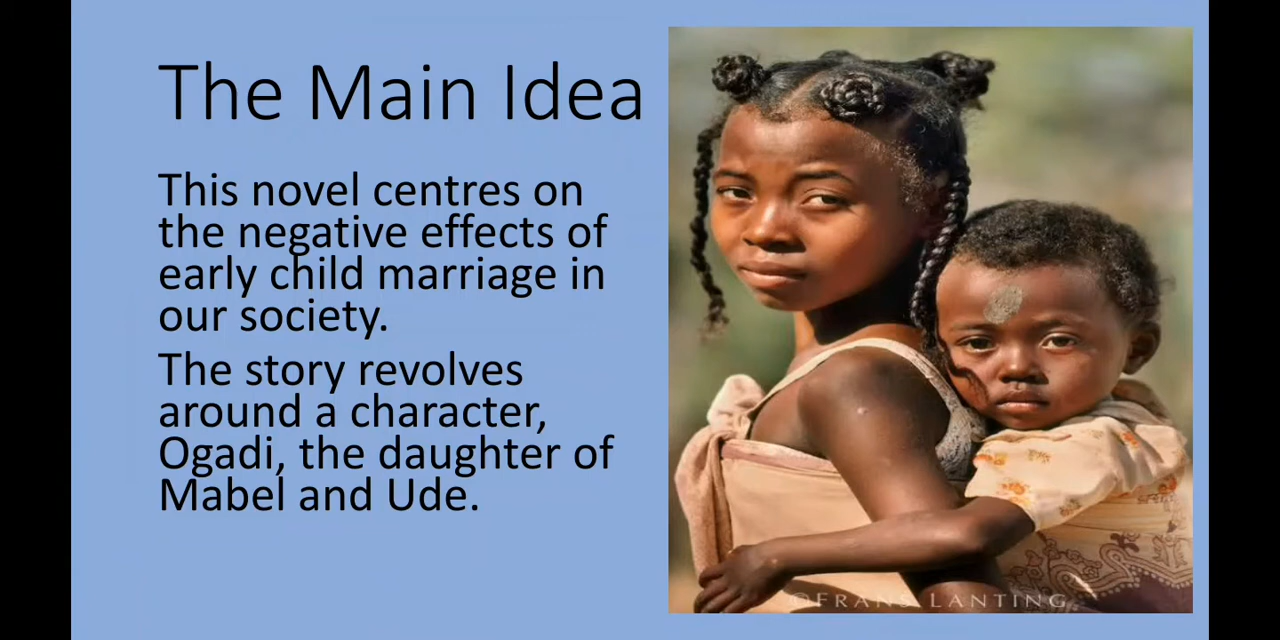 The Main Idea
This novel centres on
the negative effects of
early child marriage in
our society.
The story revolves
around a character,
Ogadi, the daughter of
Mabel and Ude.
©FRANS LANTING